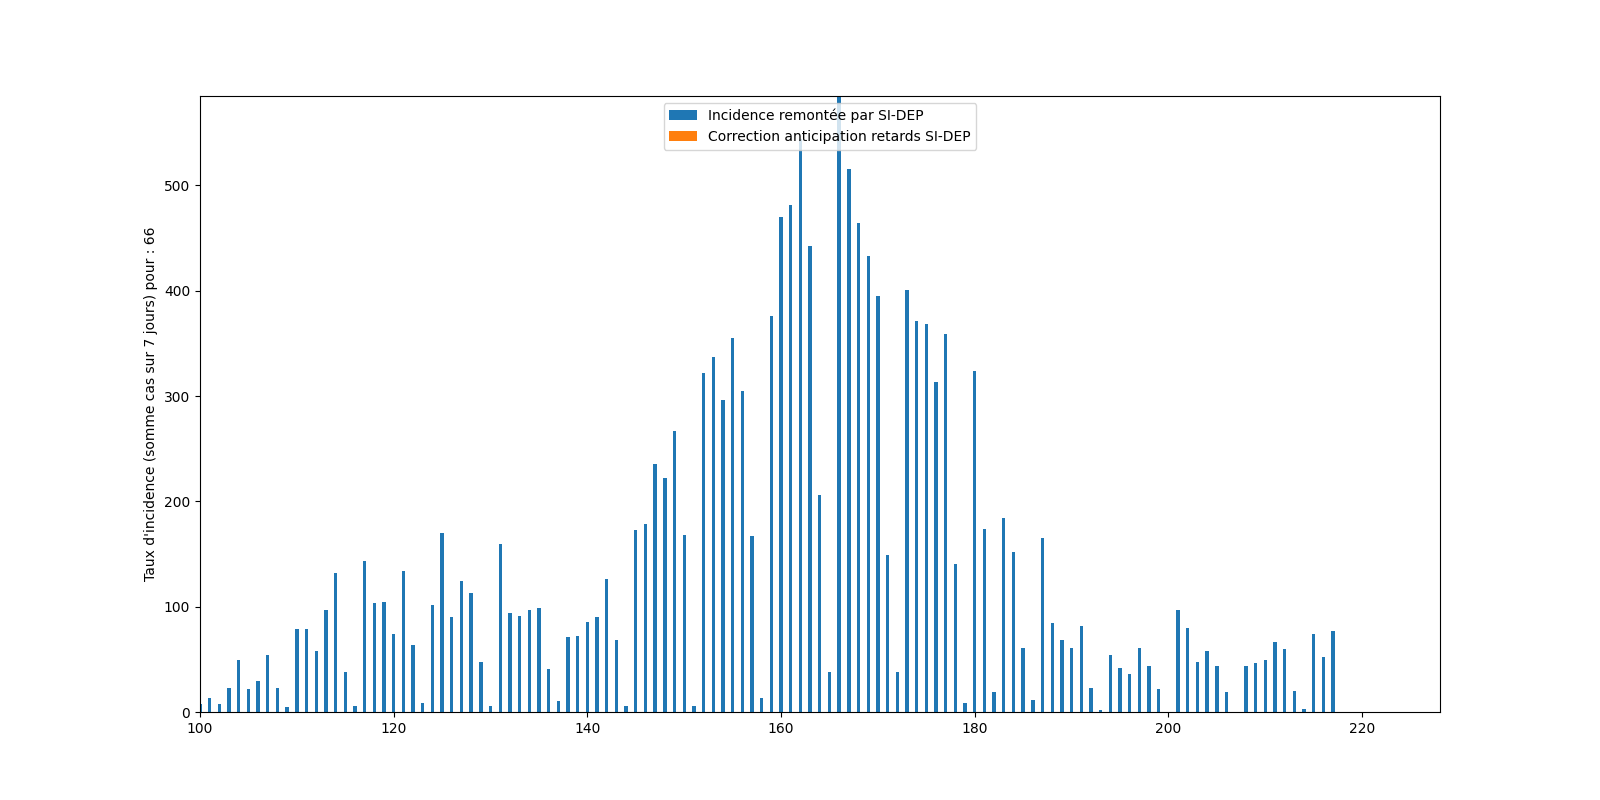 Incidence remontée par SI-DEP
Correction anticipation retards SI-DEP
Taux d'incidence (somme cas sur 7 jours) pour : 66
500
400
300
200
100
0
100 120 140 160 180 200 220